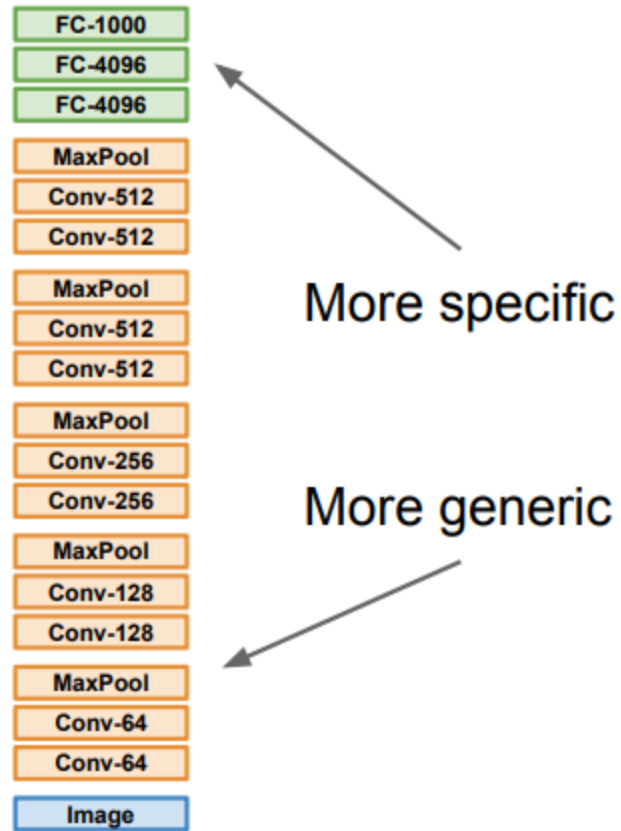 FC-1000
FC-4096
FC-4096
MaxPool
Conv-512
Conv-512
MaxPool
Conv-512
Conv-512
MaxPool
Conv-256
Conv-256
MaxPool
Conv-128
Conv-128
MaxPool
Conv-64
Conv-64
Image
More specific
More generic